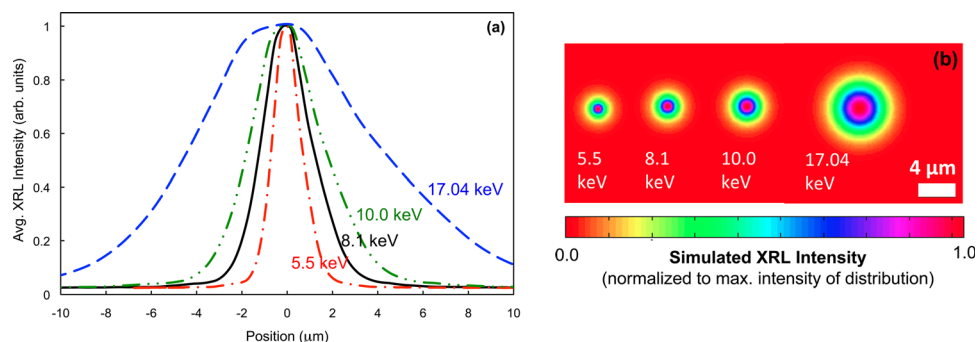 (a)
Avg. XRL Intensity (arb. units)
1
0.8
0.6
0.4
0.2
0
17.04 keV
10.0 keV
8.1 keV
5.5 keV
-10 -8 -6 -4 -2 0 2 4 6 8 10
Position (μm)
(b)
5.5 keV
8.1 keV
10.0 keV
17.04 keV
4 μm
0.0 1.0
Simulated XRL Intensity
(normalized to max. intensity of distribution)